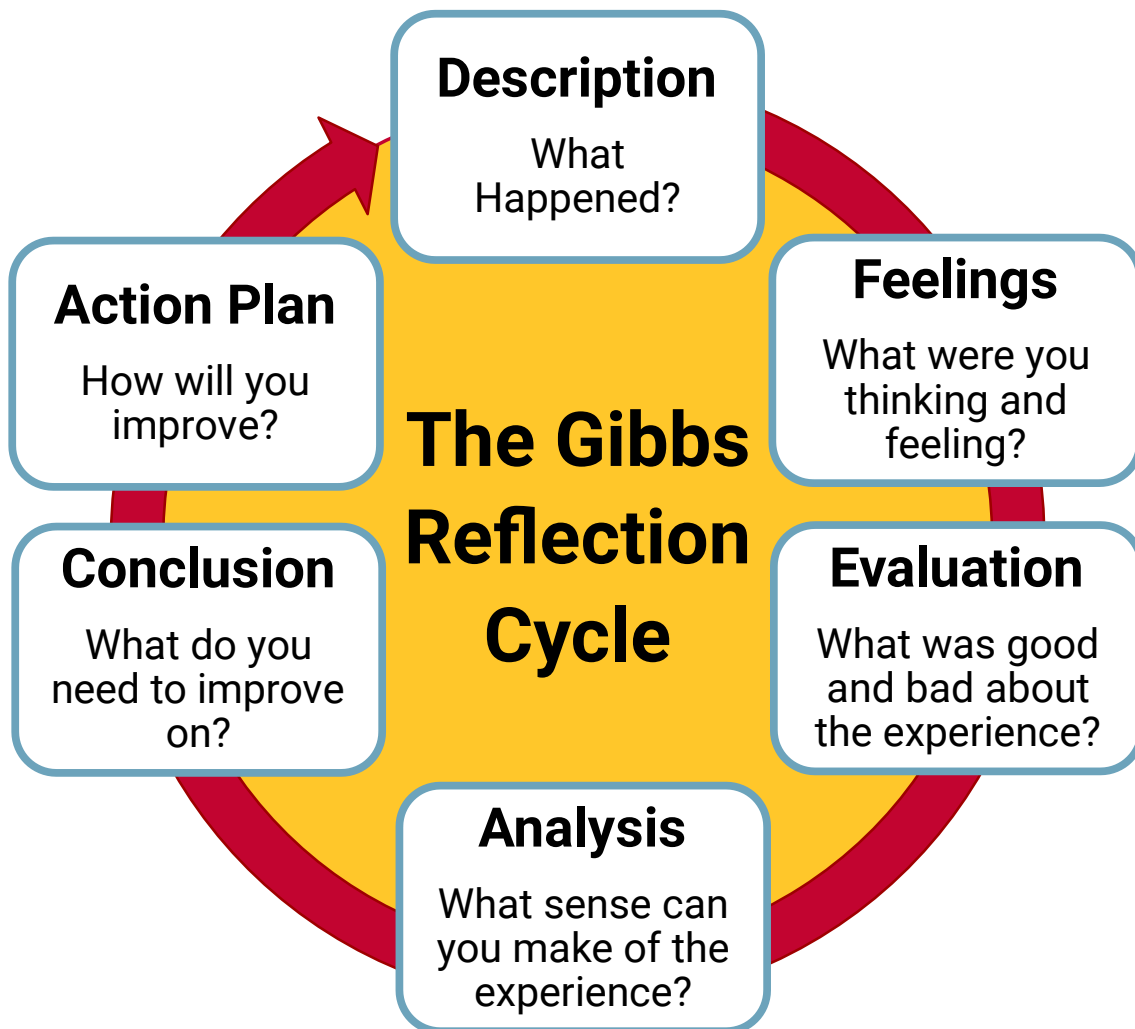 Description
What
Happened?
Feelings
What were you
thinking and
feeling?
Evaluation
What was good
and bad about
the experience?
Analysis
What sense can
you make of the
experience?
Conclusion
What do you
need to improve
on?
Action Plan
How will you
improve?
The Gibbs
Reflection
Cycle